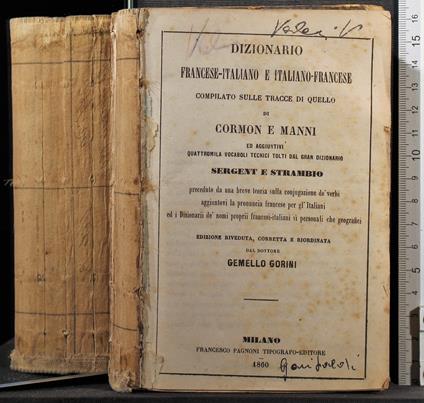 DIZIONARIO
FRANCESE-ITALIANO E ITALIANO-FRANCESE
COMPILATO SULLE TRACCE DI QUELLO
DI
CORMON E MANNI
ED AGGIUNTIVI
QUATTROMILA VOCABOLI TECNICI TOLTI DAL GRAN DIZIONARIO
SERGENT E STRAMBIO
preceduto da una breve teoria sulla conjugazione de' verbi
aggiuntovi la pronuncia francese per gl' Italiani
ed i Dizionarii de' nomi proprii francesi-italiani sì personali che geografici
EDIZIONE RIVEDUTA, CORRETTA E RIORDINATA
DAL DOTTORE
GEMELLO GORINI
MILANO
FRANCESCO PAGNONI TIPOGRAFO-EDITORE
1860